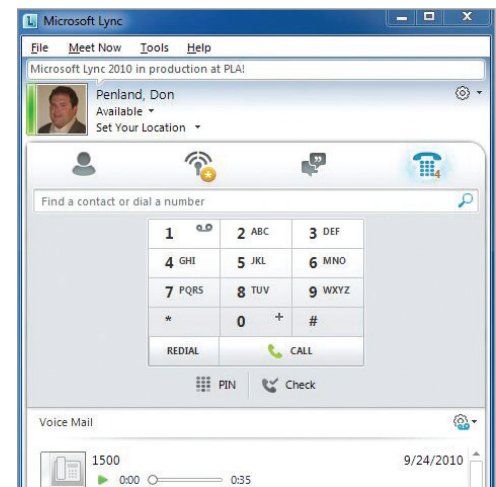 Microsoft Lync
File Meet Now Tools Help
Microsoft Lync 2010 in production at PLA!
Penland, Don
Available
Set Your Location
4
Find a contact or dial a number
1 2 ABC 3 DEF
4 GHI 5 JKL 6 MNO
7 PQRS 8 TUV 9 WXYZ
* 0 + #
REDIAL CALL
PIN Check
Voice Mail
1500 9/24/2010
0:00 0:35